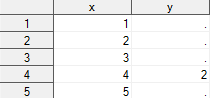 x y
1 1 .
2 2 .
3 3 .
4 4 2
5 5 .